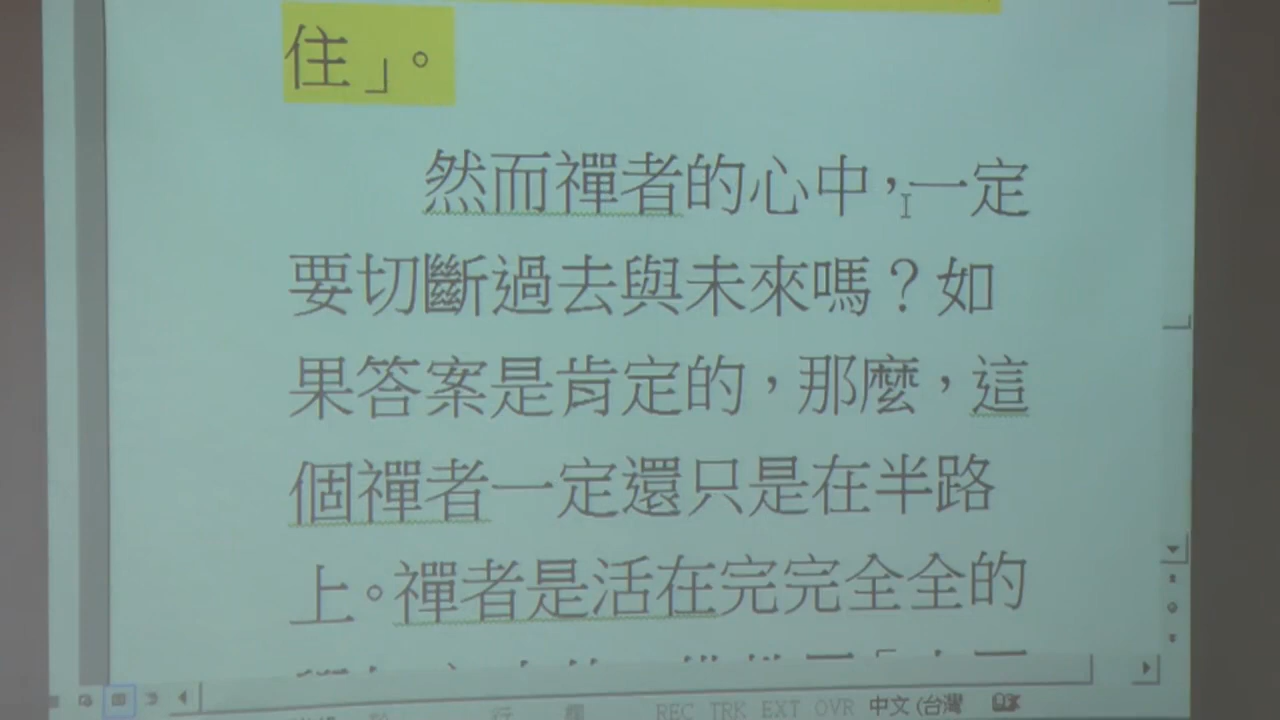 住」。
然而禪者的心中，一定
要切斷過去與未來嗎？如
果答案是肯定的，那麼，這
個禪者一定還只是在半路
上。禪者是活在完完全全的
行 欄 REC TRK EXT OVR 中文 (台灣